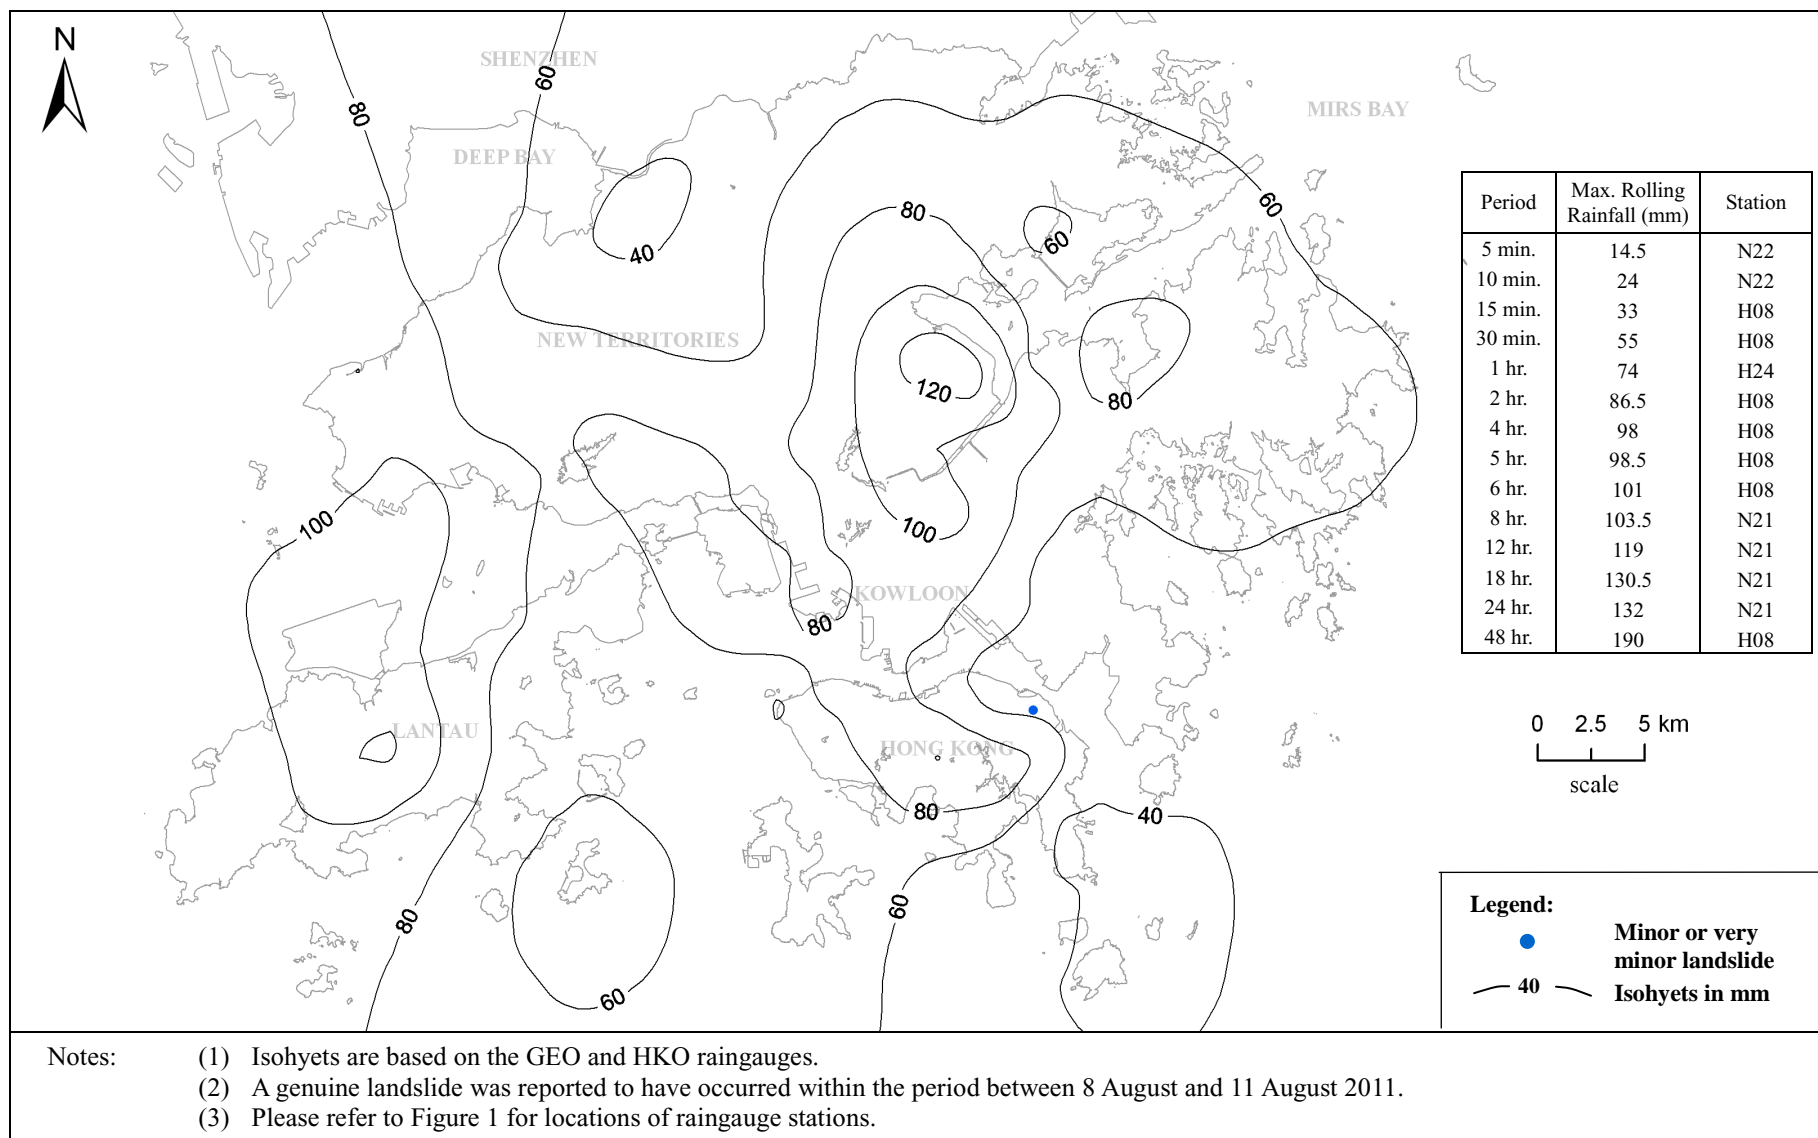 N
SHENZHEN
60
80
MIRS BAY
DEEP BAY
60
80
60
40
NEW TERRITORIES
120
80
100
100
KOWLOON
80
LANTAU
HONG KONG
80
40
80
60
60
Period Max. Rolling Rainfall (mm) Station
5 min. 14.5 N22
10 min. 24 N22
15 min. 33 H08
30 min. 55 H08
1 hr. 74 H24
2 hr. 86.5 H08
4 hr. 98 H08
5 hr. 98.5 H08
6 hr. 101 H08
8 hr. 103.5 N21
12 hr. 119 N21
18 hr. 130.5 N21
24 hr. 132 N21
48 hr. 190 H08
0 2.5 5 km
scale
Legend:
Minor or very
minor landslide
40 Isohyets in mm
Notes: (1) Isohyets are based on the GEO and HKO raingauges.
(2) A genuine landslide was reported to have occurred within the period between 8 August and 11 August 2011.
(3) Please refer to Figure 1 for locations of raingauge stations.